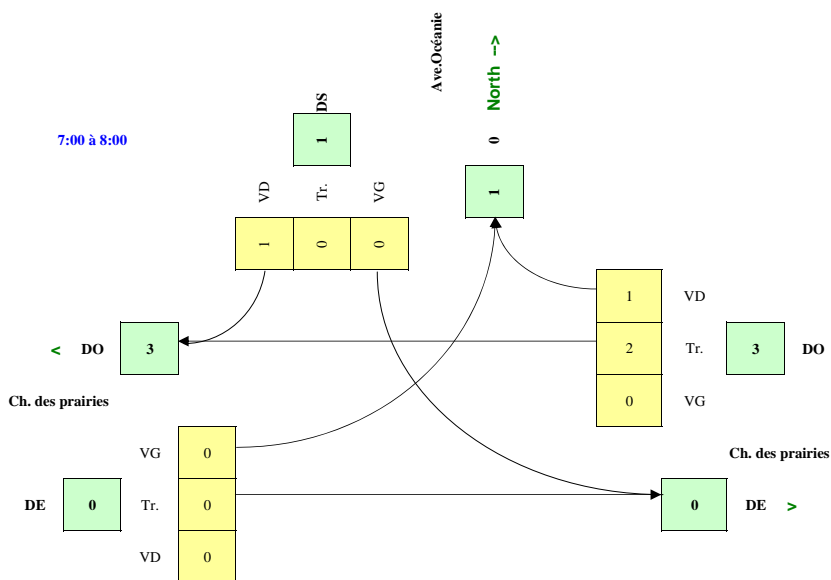 Ave.Océanie
North -->
DS
7:00 à 8:00
1
0
VD
Tr.
VG
1
1
0
0
1
VD
< DO
3
2
Tr.
3
DO
Ch. des prairies
0
VG
VG
0
Ch. des prairies
DE
0
Tr.
0
0
DE >
VD
0